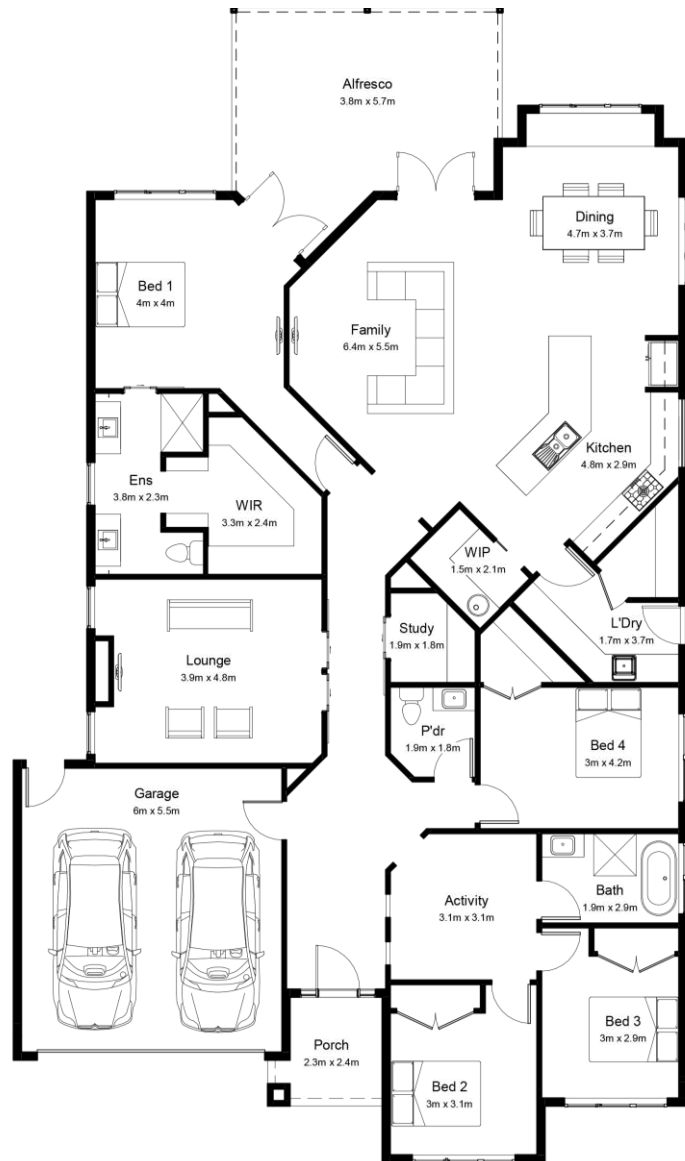 Alfresco
3.8m x 5.7m
Dining
4.7m x 3.7m
Bed 1
4m x 4m
Family
6.4m x 5.5m
Kitchen
4.8m x 2.9m
Ens
3.8m x 2.3m
WIR
3.3m x 2.4m
WIP
1.5m x 2.1m
L'Dry
1.7m x 3.7m
Study
1.9m x 1.8m
Lounge
3.9m x 4.8m
P'dr
1.9m x 1.8m
Bed 4
3m x 4.2m
Garage
6m x 5.5m
Activity
3.1m x 3.1m
Bath
1.9m x 2.9m
Porch
2.3m x 2.4m
Bed 3
3m x 2.9m
Bed 2
3m x 3.1m